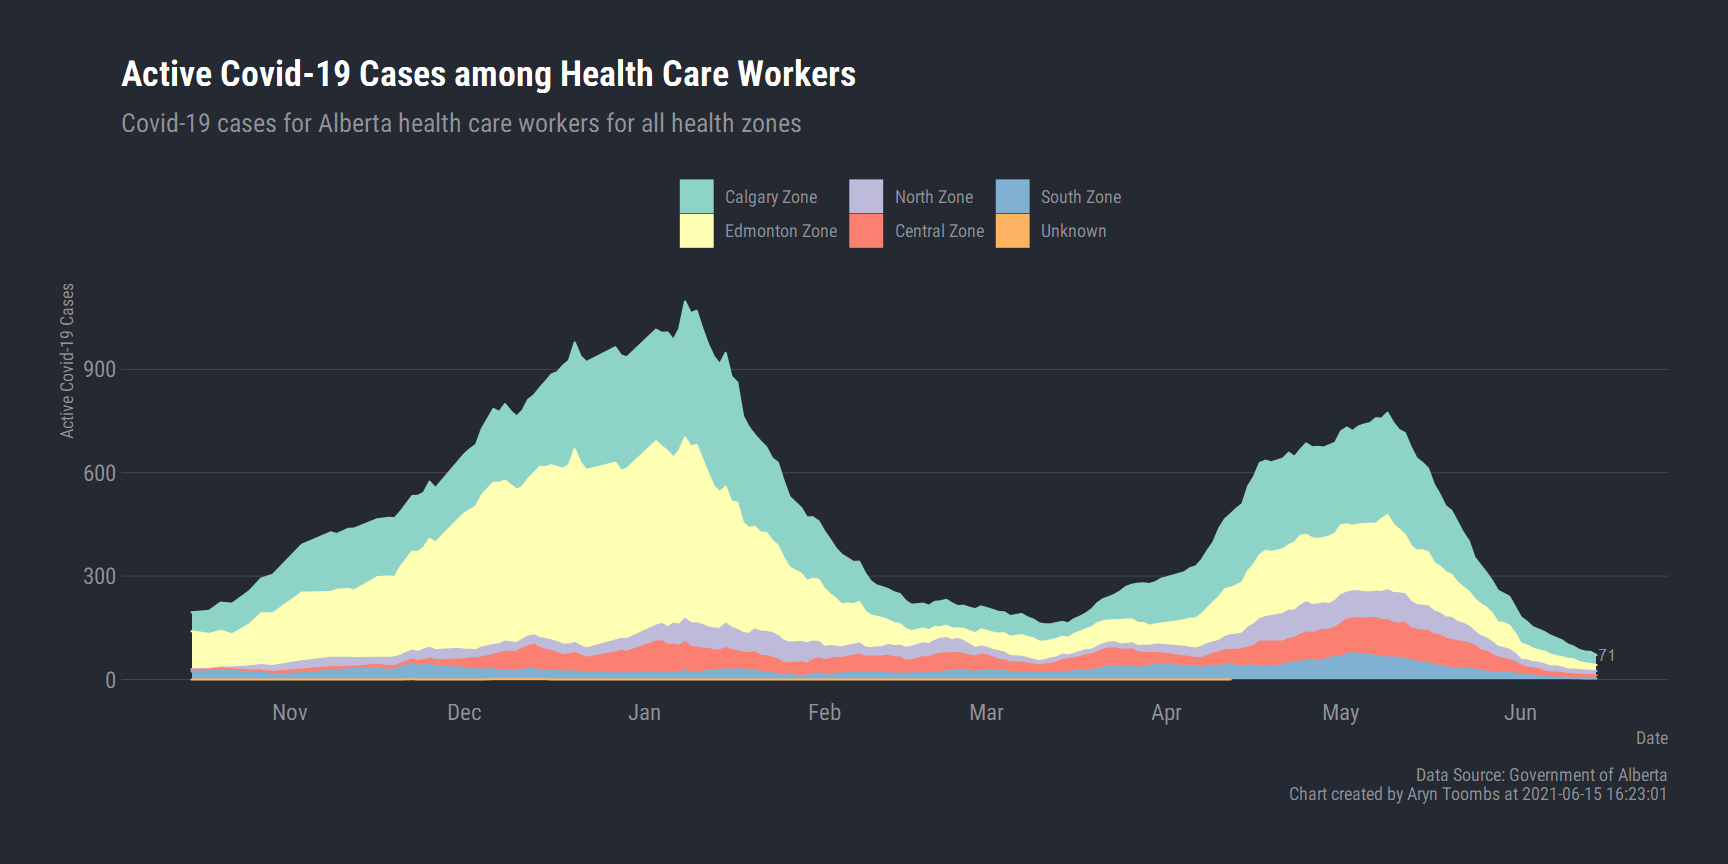 Active Covid-19 Cases among Health Care Workers
Covid-19 cases for Alberta health care workers for all health zones
Calgary Zone North Zone South Zone
Edmonton Zone Central Zone Unknown
Active Covid-19 Cases
900
600
300
0
71
Nov Dec Jan Feb Mar Apr May Jun
Date
Data Source: Government of Alberta
Chart created by Aryn Toombs at 2021-06-15 16:23:01